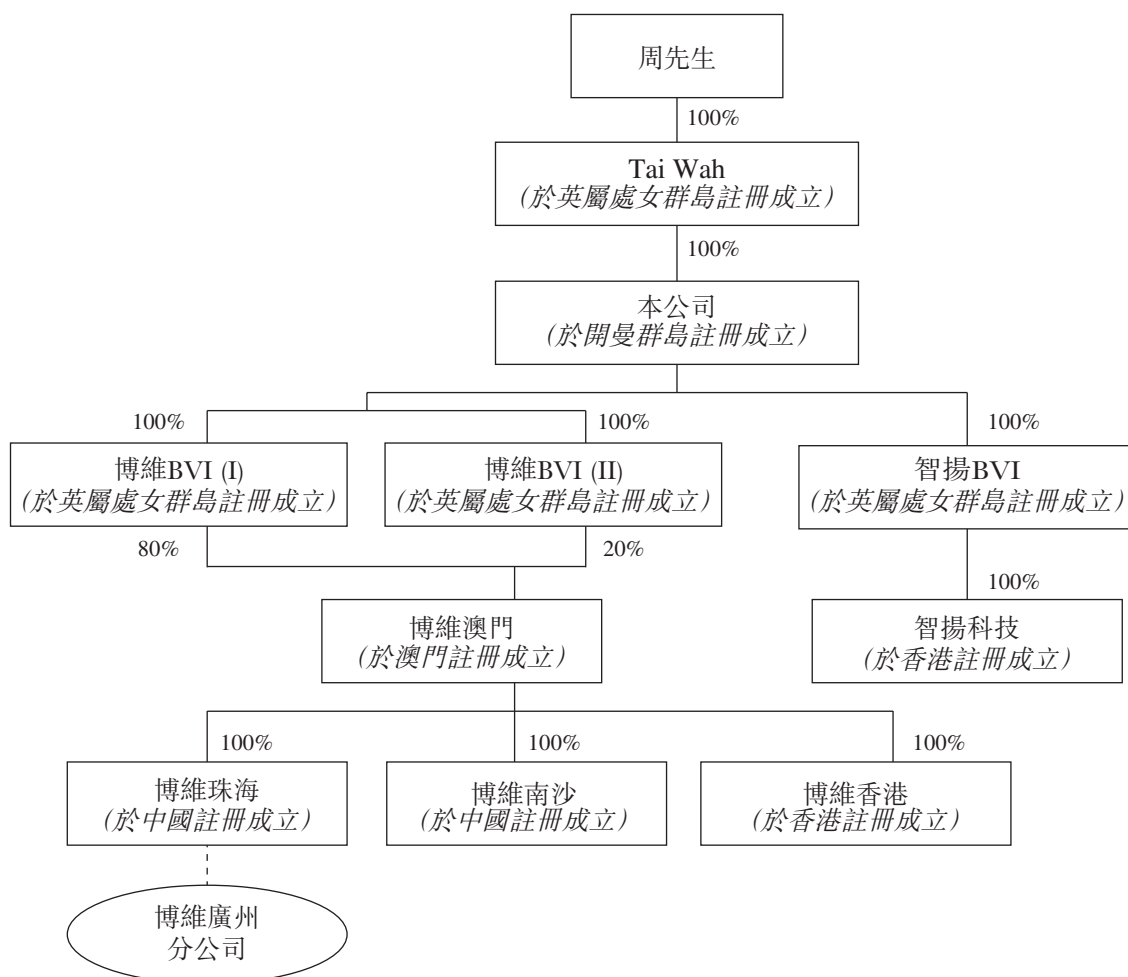 周先生
100%
Tai Wah
(於英屬處女群島註冊成立)
100%
本公司
(於開曼群島註冊成立)
100%
100%
100%
博維BVI (I)
(於英屬處女群島註冊成立)
博維BVI (II)
(於英屬處女群島註冊成立)
智揚BVI
(於英屬處女群島註冊成立)
80%
20%
100%
博維澳門
(於澳門註冊成立)
智揚科技
(於香港註冊成立)
100%
100%
100%
博維珠海
(於中國註冊成立)
博維南沙
(於中國註冊成立)
博維香港
(於香港註冊成立)
博維廣州
分公司